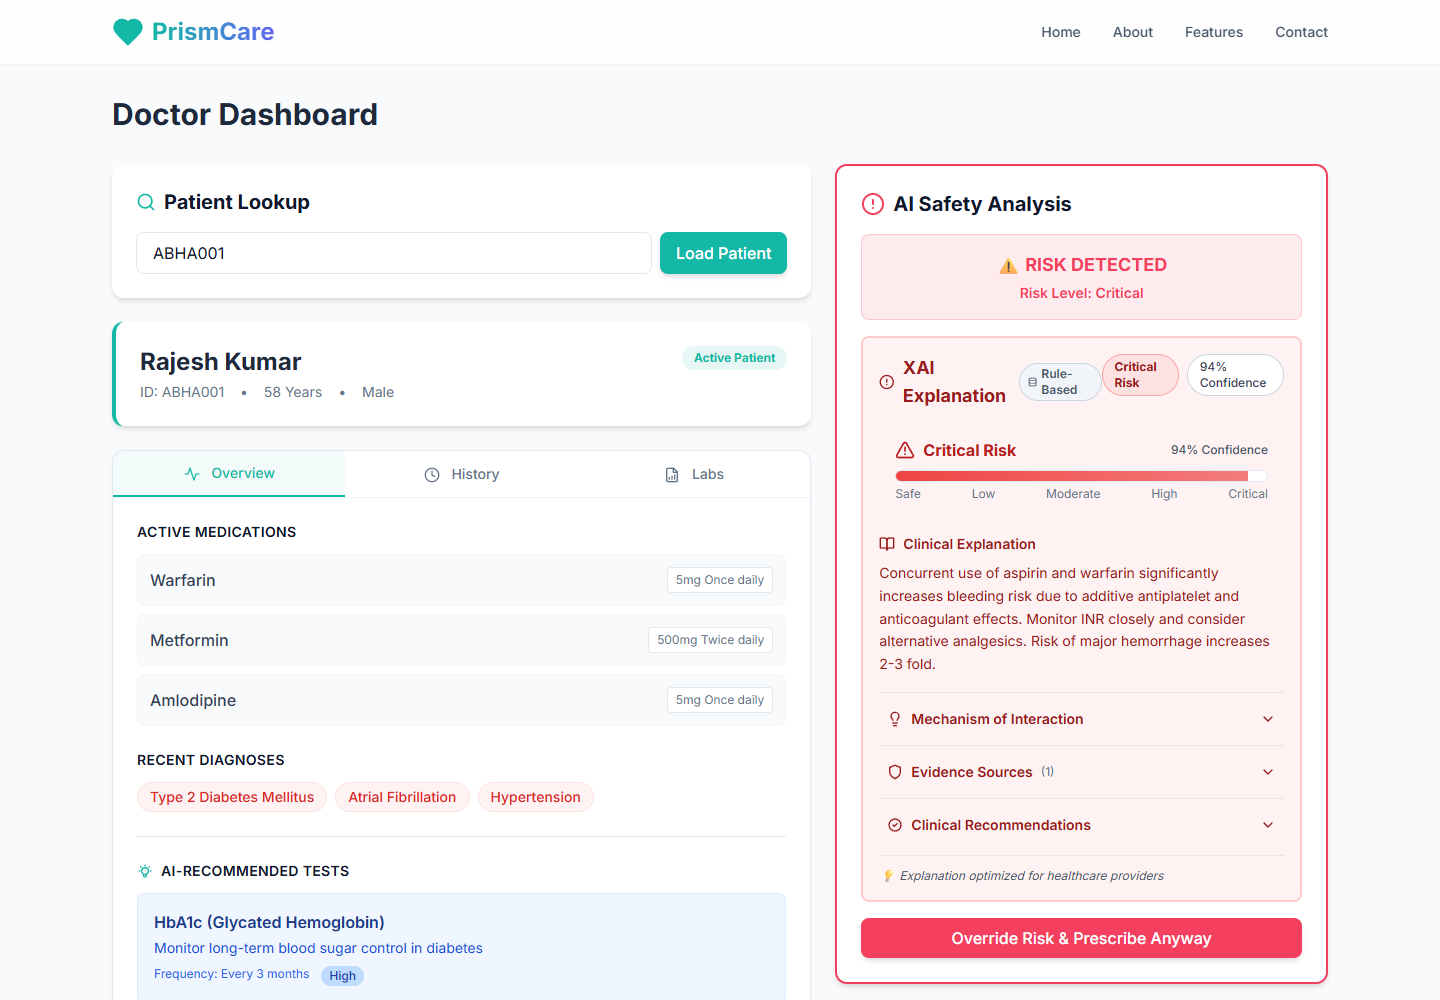 PrismCare
Home
About
Features
Contact
Doctor Dashboard
Patient Lookup
ABHA001
Load Patient
Rajesh Kumar
Active Patient
ID: ABHA001 • 58 Years • Male
Overview
History
Labs
ACTIVE MEDICATIONS
Warfarin
5mg Once daily
Metformin
500mg Twice daily
Amlodipine
5mg Once daily
RECENT DIAGNOSES
Type 2 Diabetes Mellitus
Atrial Fibrillation
Hypertension
AI-RECOMMENDED TESTS
HbA1c (Glycated Hemoglobin)
Monitor long-term blood sugar control in diabetes
Frequency: Every 3 months
High
AI Safety Analysis
RISK DETECTED
Risk Level: Critical
XAI
Explanation
Rule-
Based
Critical
Risk
94%
Confidence
Critical Risk
94% Confidence
Safe
Low
Moderate
High
Critical
Clinical Explanation
Concurrent use of aspirin and warfarin significantly
increases bleeding risk due to additive antiplatelet and
anticoagulant effects. Monitor INR closely and consider
alternative analgesics. Risk of major hemorrhage increases
2-3 fold.
Mechanism of Interaction
Evidence Sources (1)
Clinical Recommendations
Explanation optimized for healthcare providers
Override Risk & Prescribe Anyway